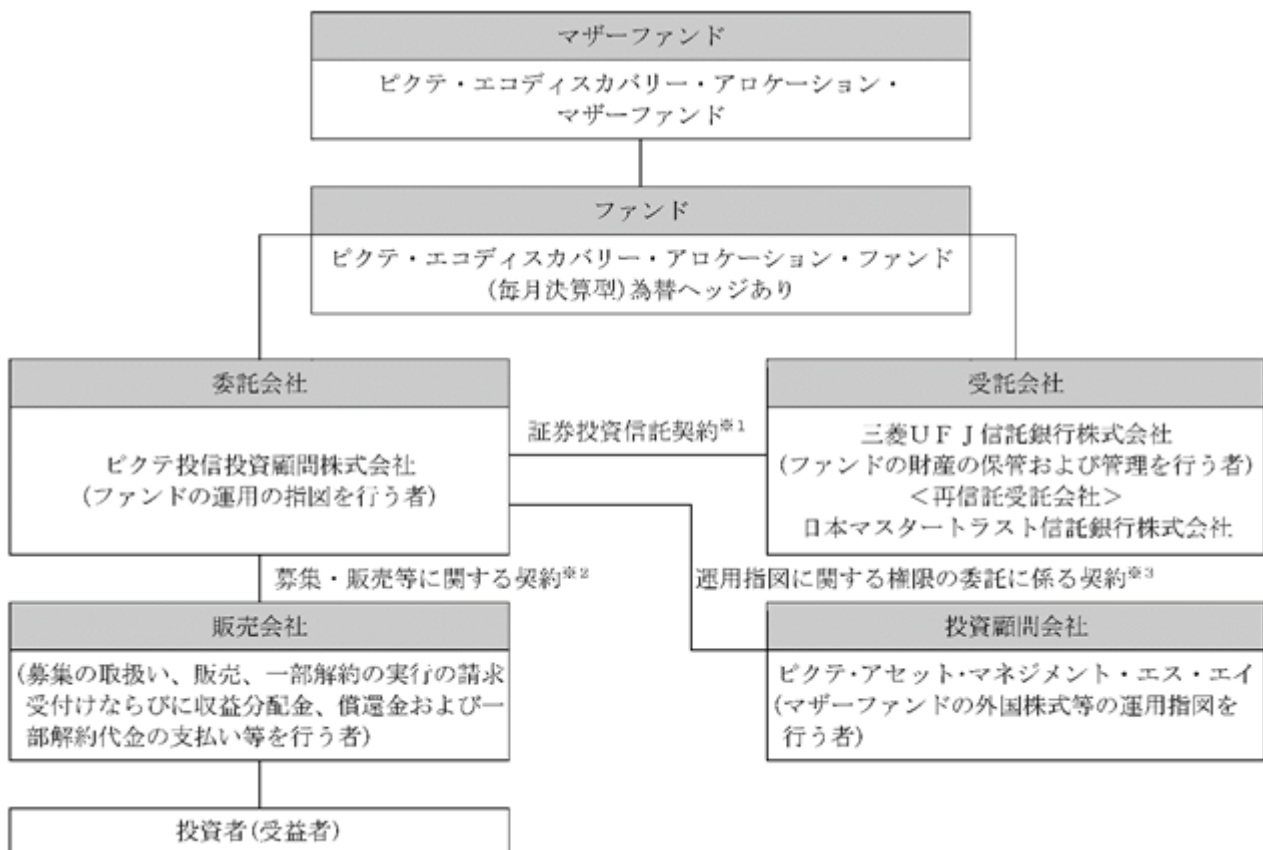 マザーファンド
ピクテ・エコディスカバリー・アロケーション・
マザーファンド
ファンド
ピクテ・エコディスカバリー・アロケーション・ファンド
(毎月決算型)為替ヘッジあり
委託会社
ピクテ投信投資顧問株式会社
(ファンドの運用の指図を行う者)
証券投資信託契約※1
受託会社
三菱UFJ信託銀行株式会社
(ファンドの財産の保管および管理を行う者)
<再信託受託会社>
日本マスタートラスト信託銀行株式会社
募集・販売等に関する契約※2
運用指図に関する権限の委託に係る契約※3
販売会社
(募集の取扱い、販売、一部解約の実行の請求
受付けならびに収益分配金、償還金および一
部解約代金の支払い等を行う者)
投資顧問会社
ピクテ・アセット・マネジメント・エス・エイ
(マザーファンドの外国株式等の運用指図を
行う者)
投資者(受益者)